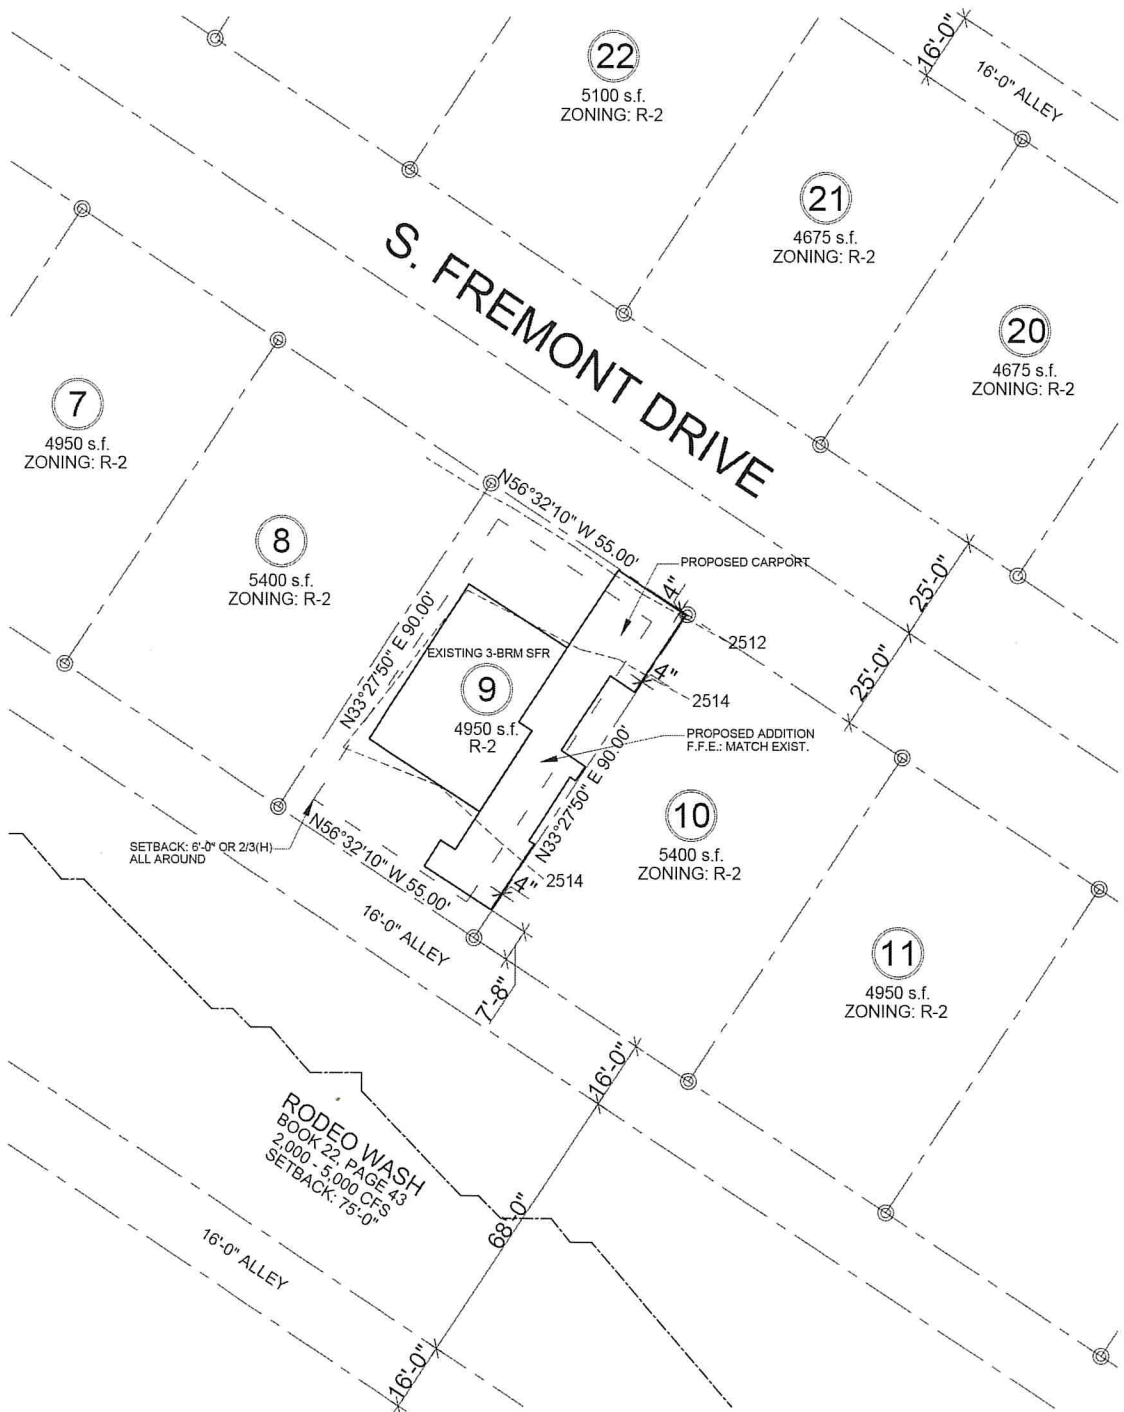 22
5100 s.f.
ZONING: R-2
16'-0"
16'-0" ALLEY
21
4675 s.f.
ZONING: R-2
S. FREMONT DRIVE
20
4675 s.f.
ZONING: R-2
7
4950 s.f.
ZONING: R-2
8
5400 s.f.
ZONING: R-2
N56°32'10" W 55.00'
PROPOSED CARPORT
4"
2512
25'-0"
25'-0"
N33°27'50" E 90.00'
EXISTING 3-BRM SFR
9
4950 s.f.
R-2
4"
2514
PROPOSED ADDITION
F.F.E.: MATCH EXIST.
N33°27'50" E 90.00'
10
5400 s.f.
ZONING: R-2
SETBACK: 6'-0" OR 2/3(H)
ALL AROUND
N56°32'10" W 55.00'
4"
2514
16'-0" ALLEY
7'-8"
11
4950 s.f.
ZONING: R-2
16'-0"
RODEO WASH
BOOK 22, PAGE 43
2,000 - 5,000 CFS
SETBACK: 75'-0"
68'-0"
16'-0" ALLEY
16'-0"